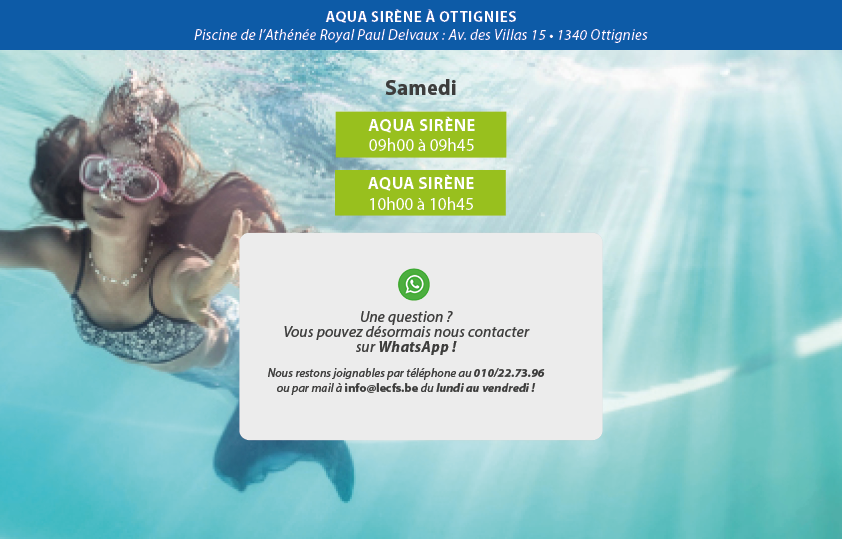 AQUA SIRÈNE À OTTIGNIES
Piscine de l'Athénée Royal Paul Delvaux : Av. des Villas 15 • 1340 Ottignies
Samedi
AQUA SIRÈNE
09h00 à 09h45
AQUA SIRÈNE
10h00 à 10h45
Une question ?
Vous pouvez désormais nous contacter
sur WhatsApp !
Nous restons joignables par téléphone au 010/22.73.96
ou par mail à info@lecfs.be du lundi au vendredi !